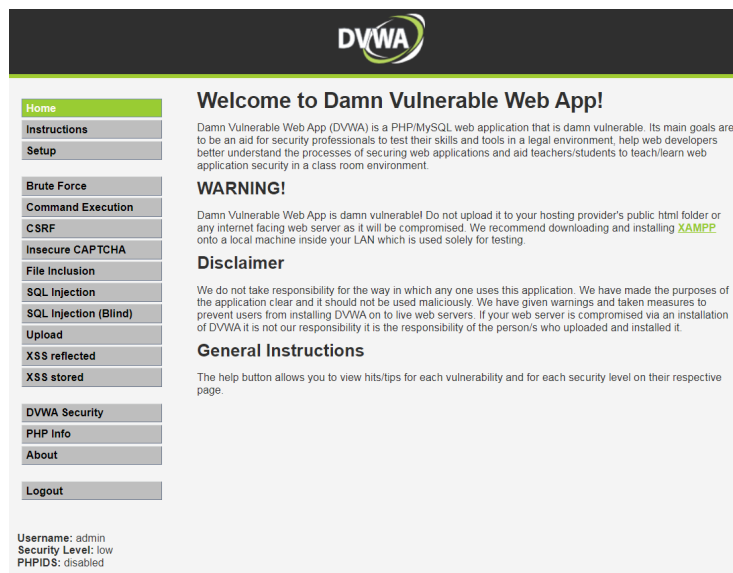 DVWA
Home
Instructions
Setup
Brute Force
Command Execution
CSRF
Insecure CAPTCHA
File Inclusion
SQL Injection
SQL Injection (Blind)
Upload
XSS reflected
XSS stored
DVWA Security
PHP Info
About
Logout
Username: admin
Security Level: low
PHPIDS: disabled
Welcome to Damn Vulnerable Web App!
Damn Vulnerable Web App (DVWA) is a PHP/MySQL web application that is damn vulnerable. Its main goals are
to be an aid for security professionals to test their skills and tools in a legal environment, help web developers
better understand the processes of securing web applications and aid teachers/students to teach/learn web
application security in a class room environment.
WARNING!
Damn Vulnerable Web App is damn vulnerable! Do not upload it to your hosting provider's public html folder or
any internet facing web server as it will be compromised. We recommend downloading and installing XAMPP
onto a local machine inside your LAN which is used solely for testing.
Disclaimer
We do not take responsibility for the way in which any one uses this application. We have made the purposes of
the application clear and it should not be used maliciously. We have given warnings and taken measures to
prevent users from installing DVWA on to live web servers. If your web server is compromised via an installation
of DVWA it is not our responsibility it is the responsibility of the person/s who uploaded and installed it.
General Instructions
The help button allows you to view hits/tips for each vulnerability and for each security level on their respective
page.